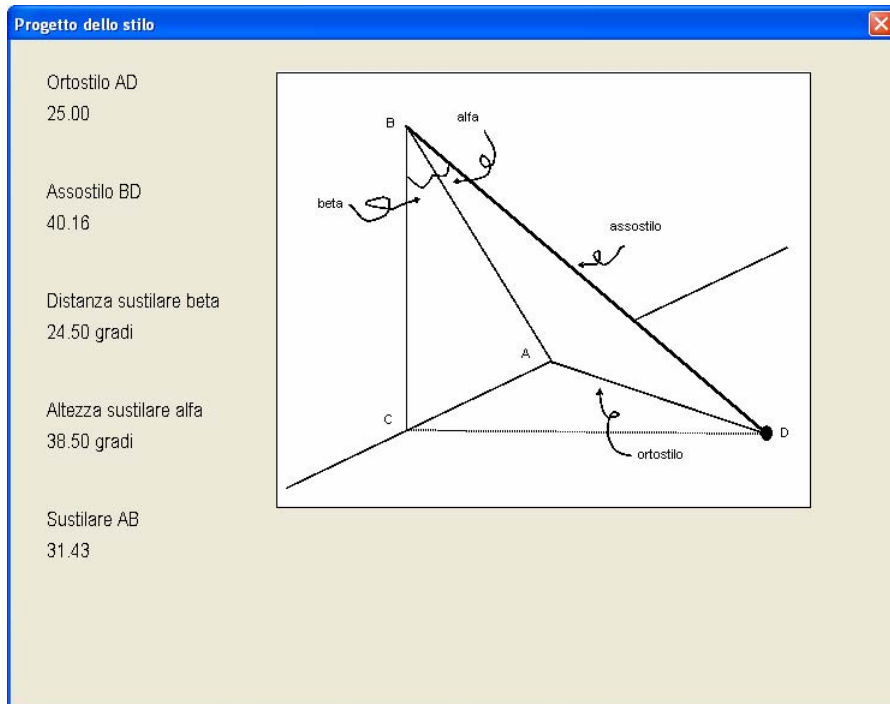 Progetto dello stilo
Ortostilo AD
25.00
Assostilo BD
40.16
Distanza sustilare beta
24.50 gradi
Altezza sustilare alfa
38.50 gradi
Sustilare AB
31.43
B
alfa
beta
assostilo
A
C
D
ortostilo